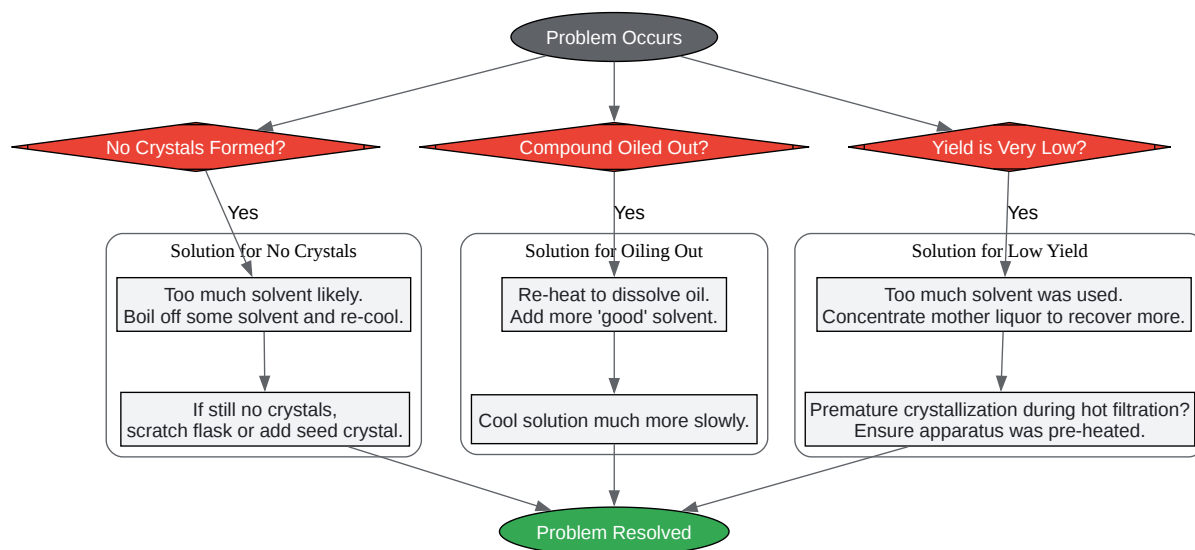 Problem Occurs
No Crystals Formed?
Compound Oiled Out?
Yield is Very Low?
Yes
Yes
Yes
Solution for No Crystals
Solution for Oiling Out
Solution for Low Yield
Too much solvent likely.
Boil off some solvent and re-cool.
Re-heat to dissolve oil.
Add more 'good' solvent.
Too much solvent was used.
Concentrate mother liquor to recover more.
If still no crystals,
scratch flask or add seed crystal.
Cool solution much more slowly.
Premature crystallization during hot filtration?
Ensure apparatus was pre-heated.
Problem Resolved